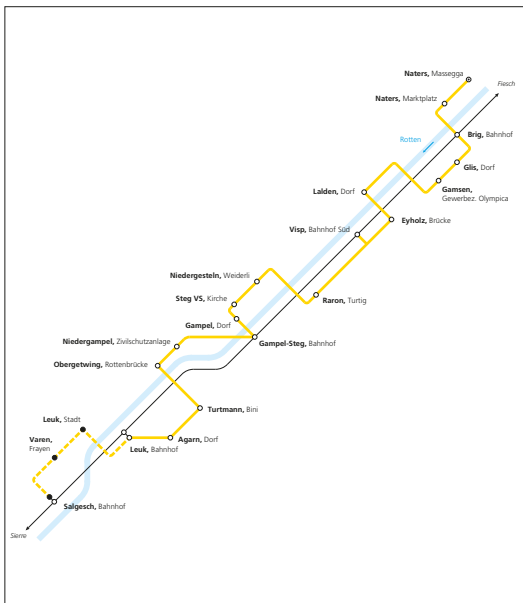 Naters, Massegga
Fiesch
Naters, Marktplatz
Brig, Bahnhof
Rotten
Glis, Dorf
Gamsen,
Gewerbez. Olympica
Lalden, Dorf
Eyholz, Brücke
Visp, Bahnhof Süd
Niedergesteln, Weiderli
Steg VS, Kirche
Raron, Turtig
Gampel, Dorf
Niedergampel, Zivilschutzanlage
Gampel-Steg, Bahnhof
Obergetwing, Rottenbrücke
Turtmann, Bini
Leuk, Stadt
Varen,
Frayen
Agarn, Dorf
Leuk, Bahnhof
Salgesch, Bahnhof
Sierre